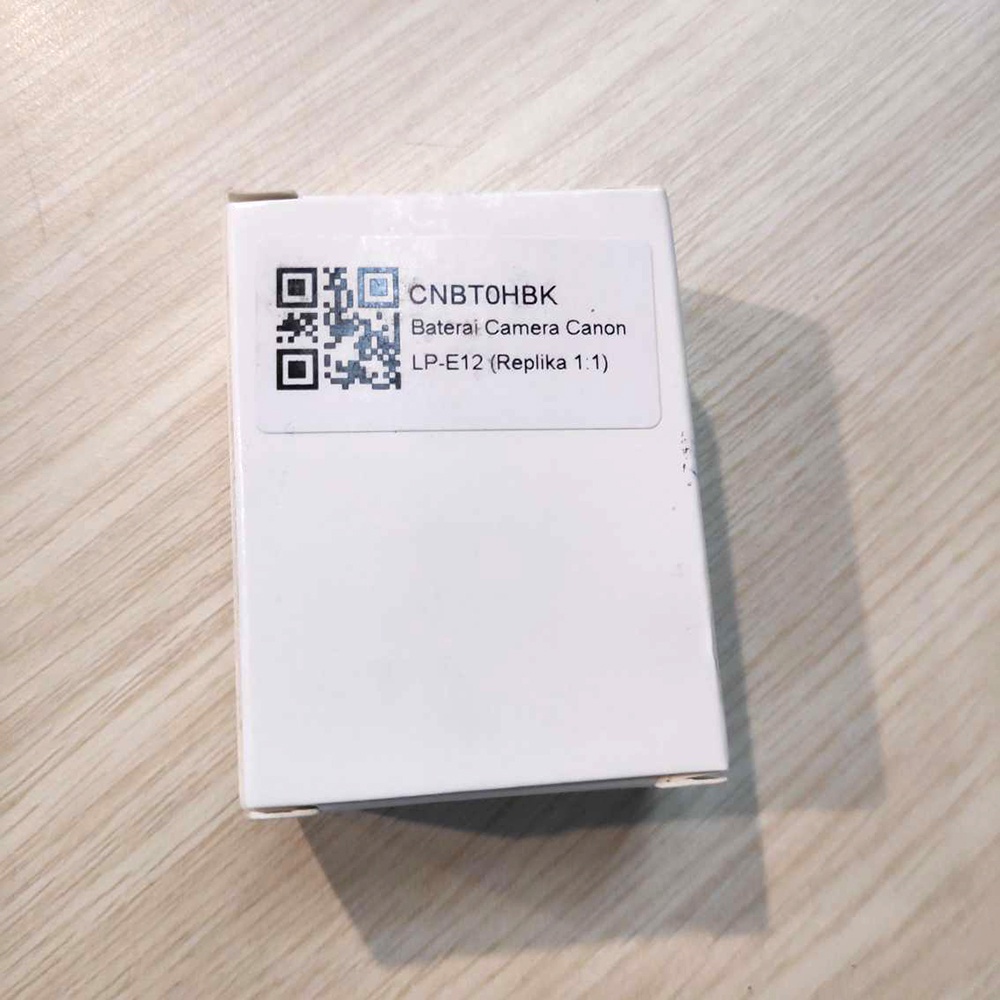 CNBT0HBK
Baterai Camera Canon
LP-E12 (Replika 1:1)